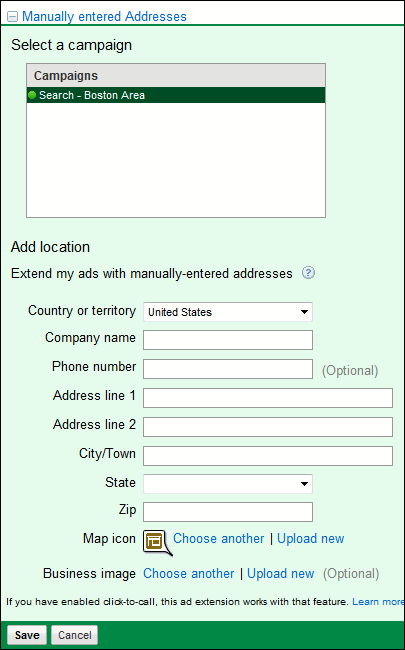 Manually entered Addresses
Select a campaign
Campaigns
Search - Boston Area
Add location
Extend my ads with manually-entered addresses ?
Country or territory United States
Company name
Phone number (Optional)
Address line 1
Address line 2
City/Town
State
Zip
Map icon Choose another | Upload new
Business image Choose another | Upload new (Optional)
If you have enabled click-to-call, this ad extension works with that feature. Learn more
Save Cancel